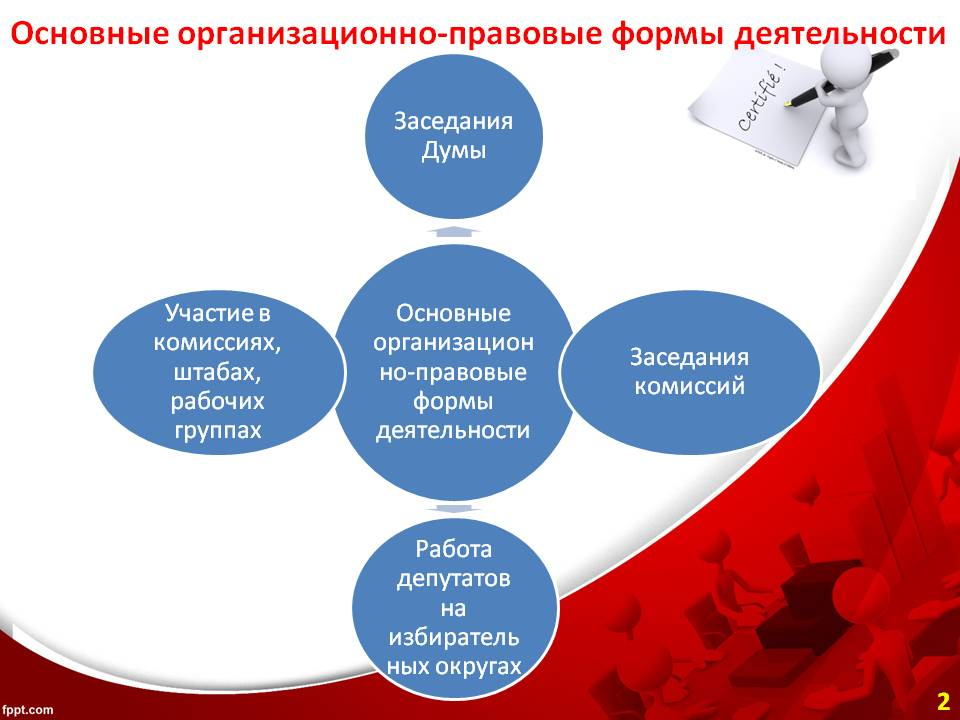 Основные организационно-правовые формы деятельности
Certifié !
Заседания
Думы
Участие в
комиссиях,
штабах,
рабочих
группах
Основные
организацион
но-правовые
формы
деятельности
Заседания
комиссий
Работа
депутатов
на
избиратель
ных округах
fppt.com
2